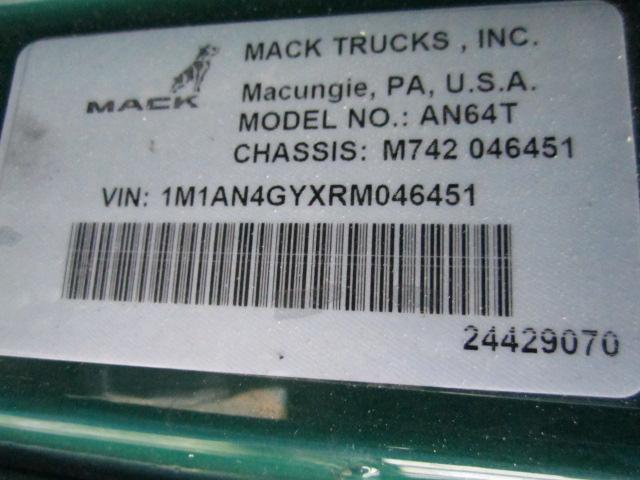 MACK TRUCKS , INC.
MACK
Macungie, PA, U.S.A.
MODEL NO.: AN64T
CHASSIS: M742 046451
VIN: 1M1AN4GYXRM046451
24429070